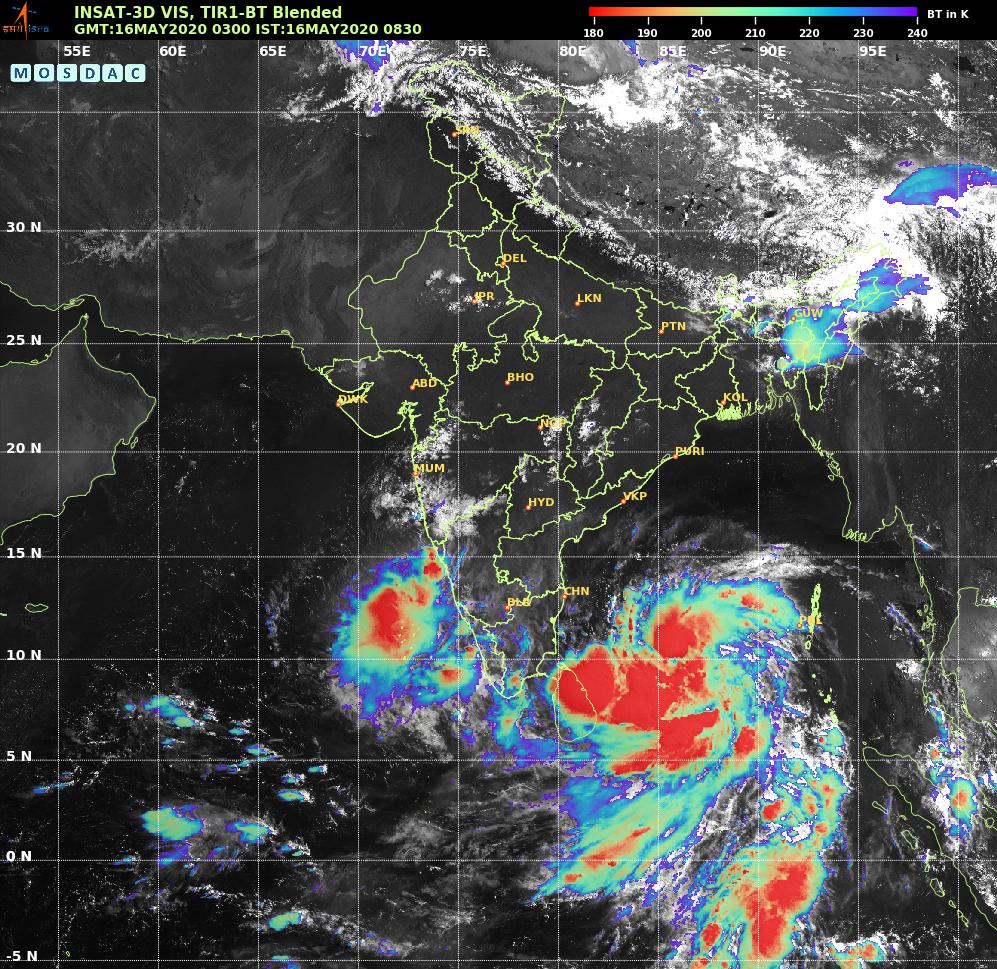 INSAT-3D VIS, TIR1-BT Blended
GMT:16MAY2020 0300 IST:16MAY2020 0830
BT in K
180 190 200 210 220 230 240
55E 60E 65E 70E 75E 80E 85E 90E 95E
MOSDAC
30 N
DEL
JPR
LKN
GUW
PTN
25 N
BHO
ABD
DWK
KOL
NGP
20 N
PURI
MUM
VKP
HYD
15 N
CHN
BLR
10 N
5 N
0 N
-5 N